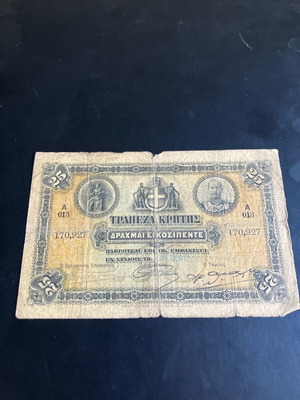 25 25
Α Α
013 013
ΤΡΑΠΕΖΑ ΚΡΗΤΗΣ
170,927 170,927
ΔΡΑΧΜΑΙ ΕΙΚΟΣΙΠΕΝΤΕ
ΠΛΗΡΩΤΕΑΙ ΕΠΙ ΤΗ ΕΜΦΑΝΙΣΕΙ
ΕΝ ΧΑΝΙΟΙΣ ΤΗ
25 25